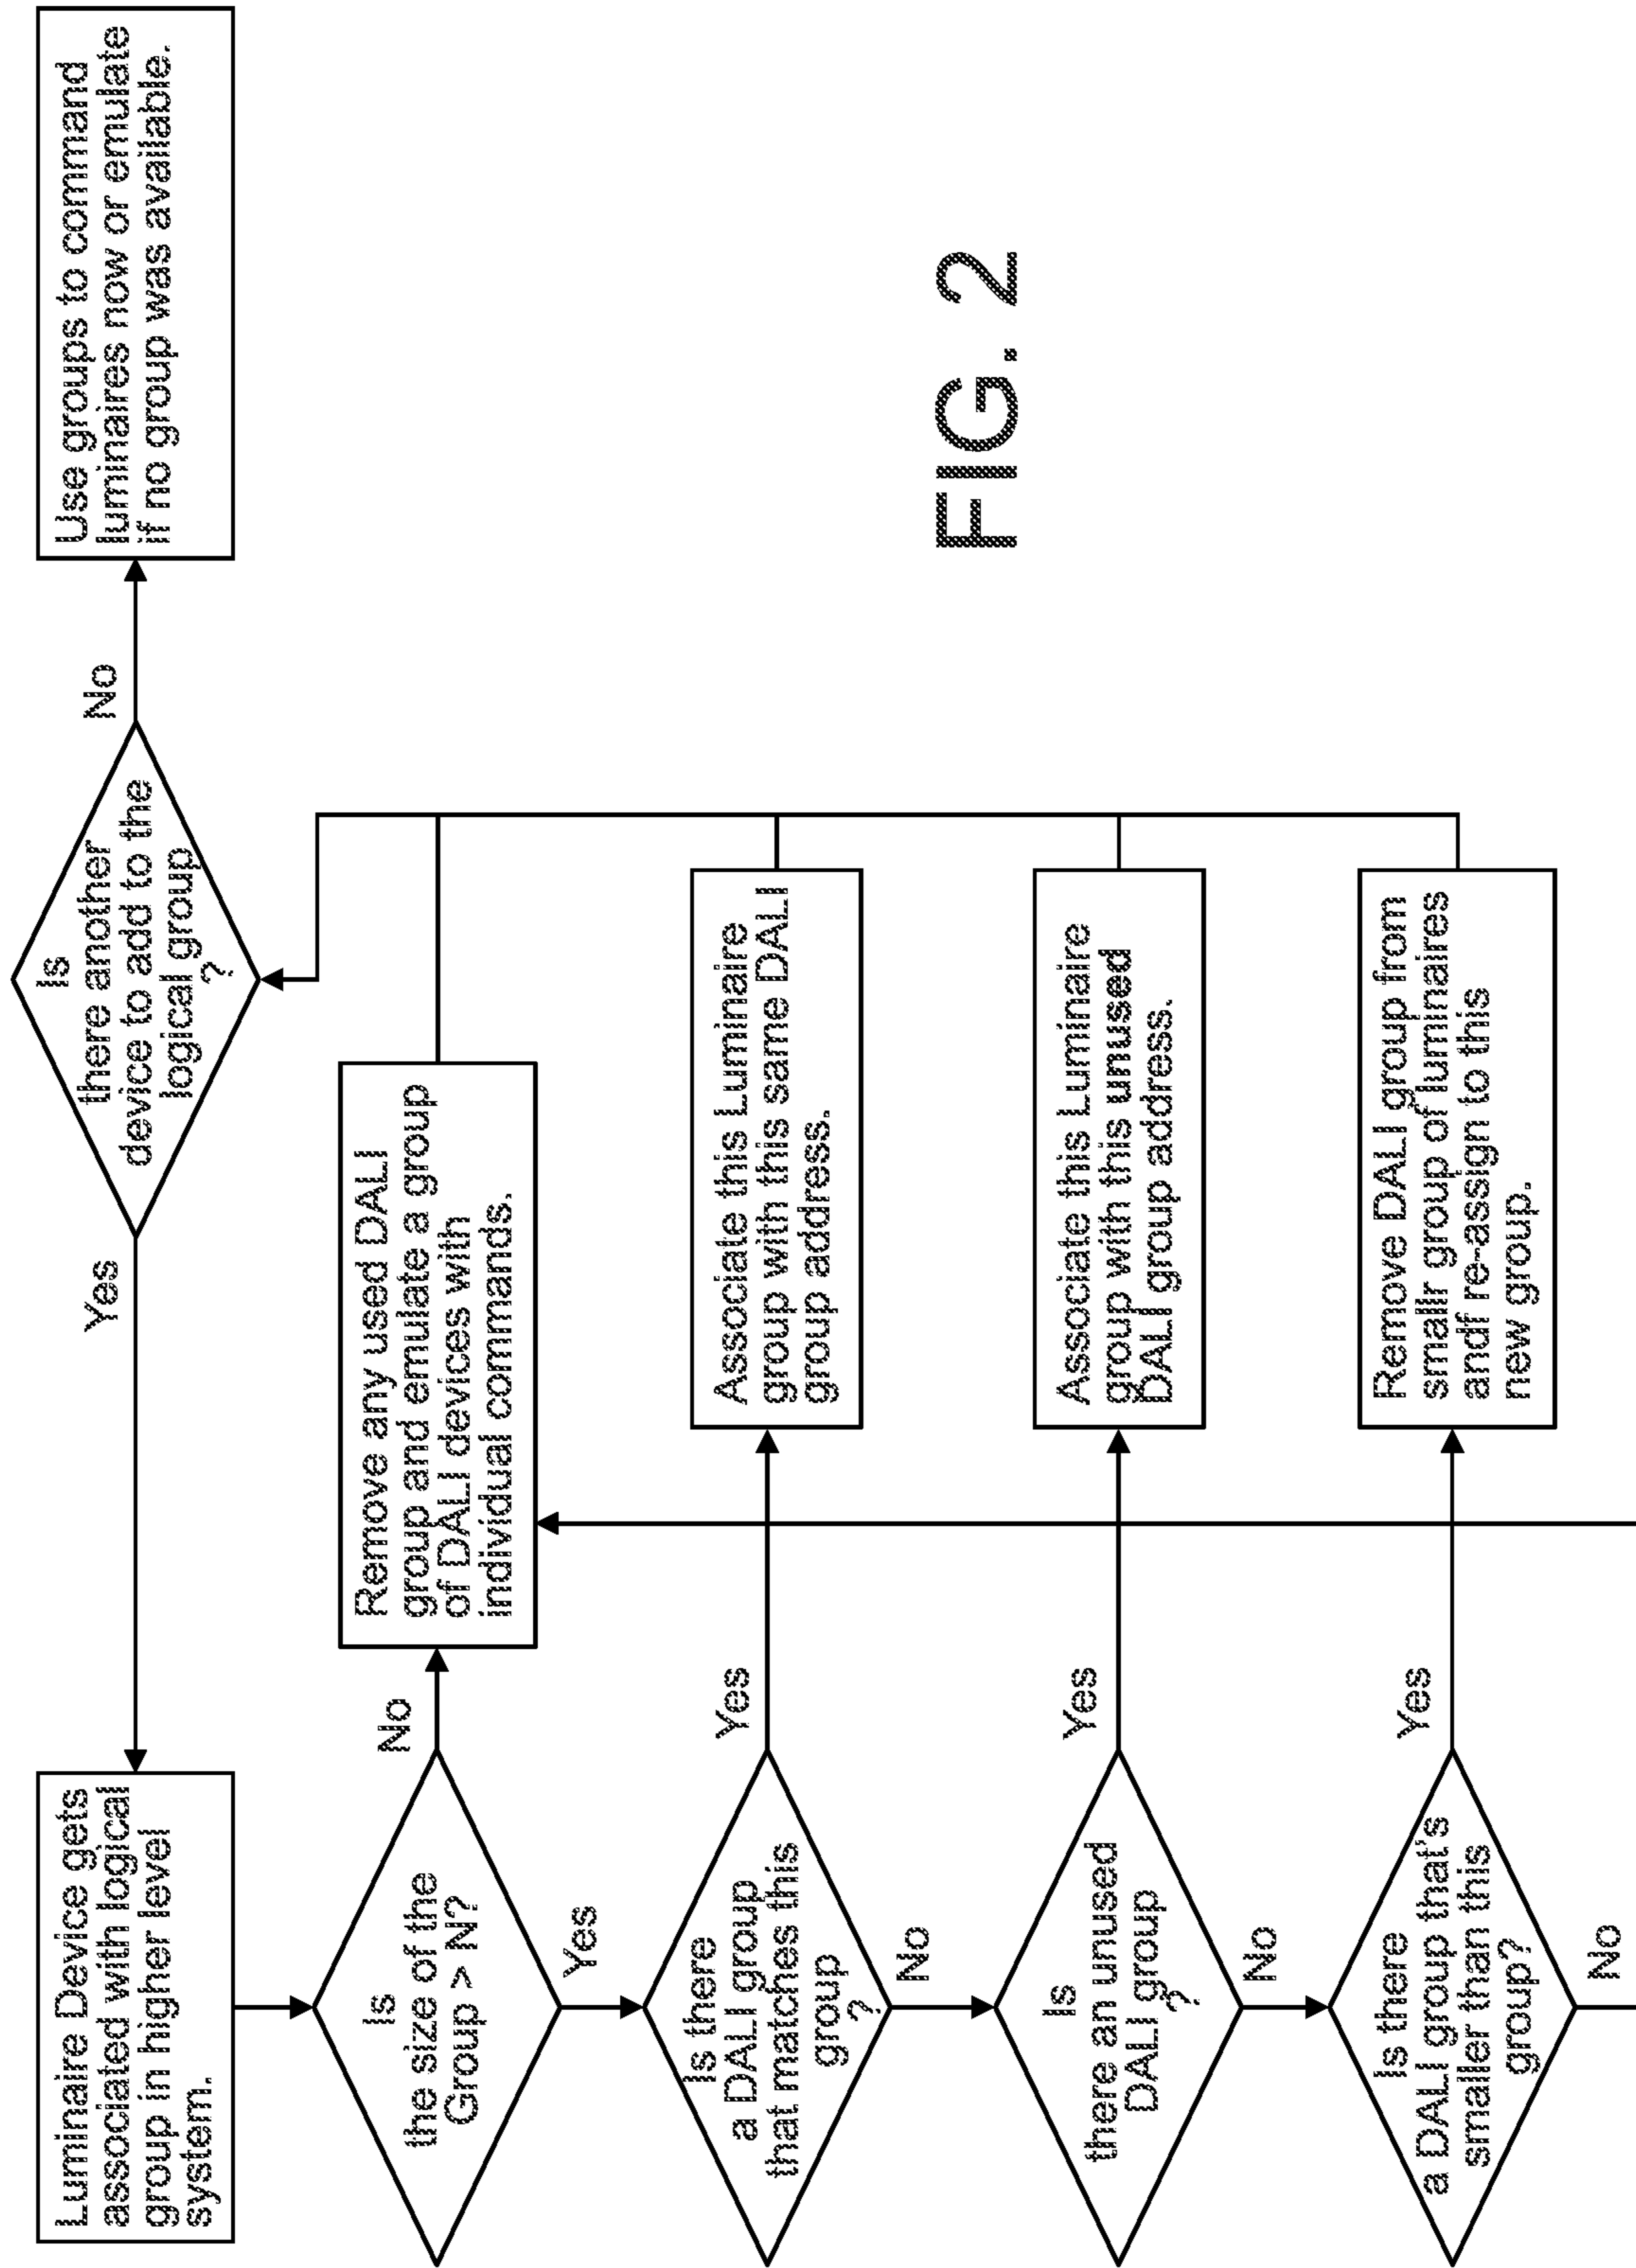 Luminaire Device gets
associated with logical
group in higher level
system.
Yes
Is
there another
device to add to the
logical group
?
No
Use groups to command
luminaires now or emulate
if no group was available.
Is
the size of the
Group > N?
No
Remove any used DALI
group and emulate a group
of DALI devices with
individual commands.
Yes
Is there
a DALI group
that matches this
group
?
Yes
Associate this Luminaire
group with this same DALI
group address.
No
Is
there an unused
DALI group
?
Yes
Associate this Luminaire
group with this unused
DALI group address.
No
Is there
a DALI group that's
smaller than this
group?
Yes
Remove DALI group from
smallr group of luminaires
andf re-assign to this
new group.
No
FIG. 2